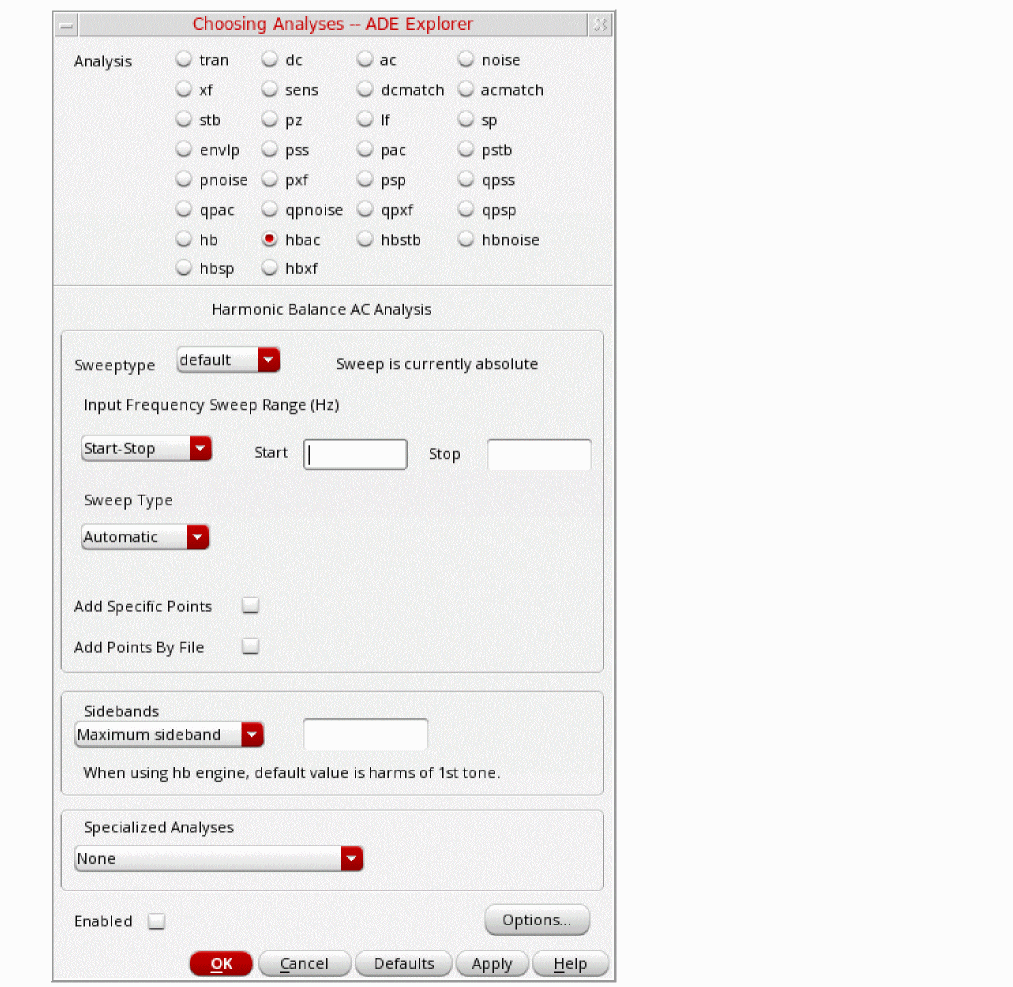 Choosing Analyses -- ADE Explorer
Analysis tran dc ac noise
xf sens dcmatch acmatch
stb pz lf sp
envlp pss pac pstb
pnoise pxf psp qpss
qpac qpnoise qpxf qpsp
hb hbac hbstb hbnoise
hbsp hbxf
Harmonic Balance AC Analysis
Sweeptype default Sweep is currently absolute
Input Frequency Sweep Range (Hz)
Start-Stop Start Stop
Sweep Type
Automatic
Add Specific Points
Add Points By File
Sidebands
Maximum sideband
When using hb engine, default value is harms of 1st tone.
Specialized Analyses
None
Enabled Options...
OK Cancel Defaults Apply Help